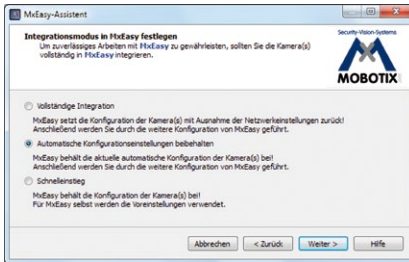 MxEasy-Assistent
Integrationsmodus in MxEasy festlegen
Um zuverlässiges Arbeiten mit MxEasy zu gewährleisten, sollten Sie die Kamera(s)
vollständig in MxEasy integrieren.
Security-Vision-Systems
MOBOTIX
Vollständige Integration
MxEasy setzt die Konfiguration der Kamera(s) mit Ausnahme der Netzwerkeinstellungen zurück!
Anschließend werden Sie durch die weitere Konfiguration von MxEasy geführt.
Automatische Konfigurationseinstellungen beibehalten
MxEasy behält die aktuelle automatische Konfiguration der Kamera(s) bei!
Anschließend werden Sie durch die weitere Konfiguration von MxEasy geführt.
Schnelleinstieg
MxEasy behält die Konfiguration der Kamera(s) bei!
Für MxEasy selbst werden die Voreinstellungen verwendet.
Abbrechen < Zurück Weiter > Hilfe